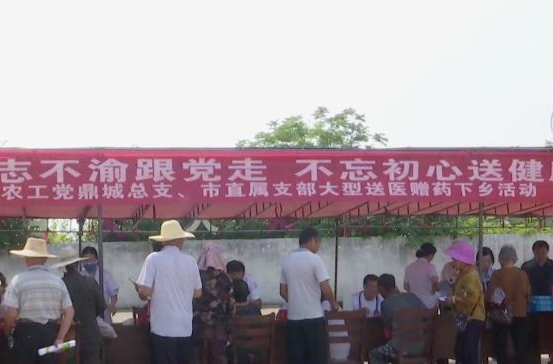 志不渝跟党走 不忘初心送健
农工党鼎城总支、市直属支部大型送医赠药下乡活动